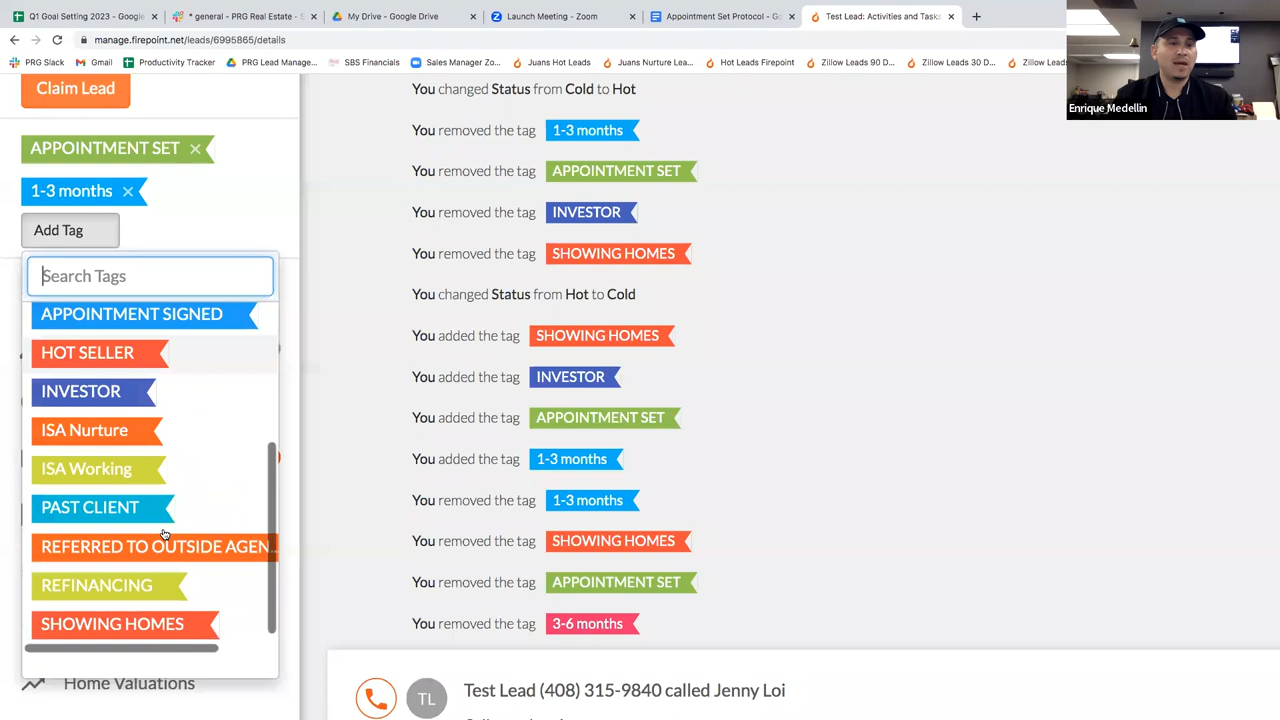 Q1 Goal Setting 2023 - Google
* general - PRG Real Estate - S
My Drive - Google Drive
Launch Meeting - Zoom
Appointment Set Protocol - Go
Test Lead: Activities and Tasks
manage.firepoint.net/leads/6995865/details
PRG Slack
Gmail
Productivity Tracker
PRG Lead Manage...
SBS Financials
Sales Manager Zo...
Juans Hot Leads
Juans Nurture Lea...
Hot Leads Firepoint
Zillow Leads 90 D...
Zillow Leads 30 D...
Zillow Leads
Enrique Medellin
Claim Lead
APPOINTMENT SET ×
1-3 months ×
Add Tag
Search Tags
APPOINTMENT SIGNED
HOT SELLER
INVESTOR
ISA Nurture
ISA Working
PAST CLIENT
REFERRED TO OUTSIDE AGEN...
REFINANCING
SHOWING HOMES
Home Valuations
You changed Status from Cold to Hot
You removed the tag 1-3 months
You removed the tag APPOINTMENT SET
You removed the tag INVESTOR
You removed the tag SHOWING HOMES
You changed Status from Hot to Cold
You added the tag SHOWING HOMES
You added the tag INVESTOR
You added the tag APPOINTMENT SET
You added the tag 1-3 months
You removed the tag 1-3 months
You removed the tag SHOWING HOMES
You removed the tag APPOINTMENT SET
You removed the tag 3-6 months
TL
Test Lead (408) 315-9840 called Jenny Loi